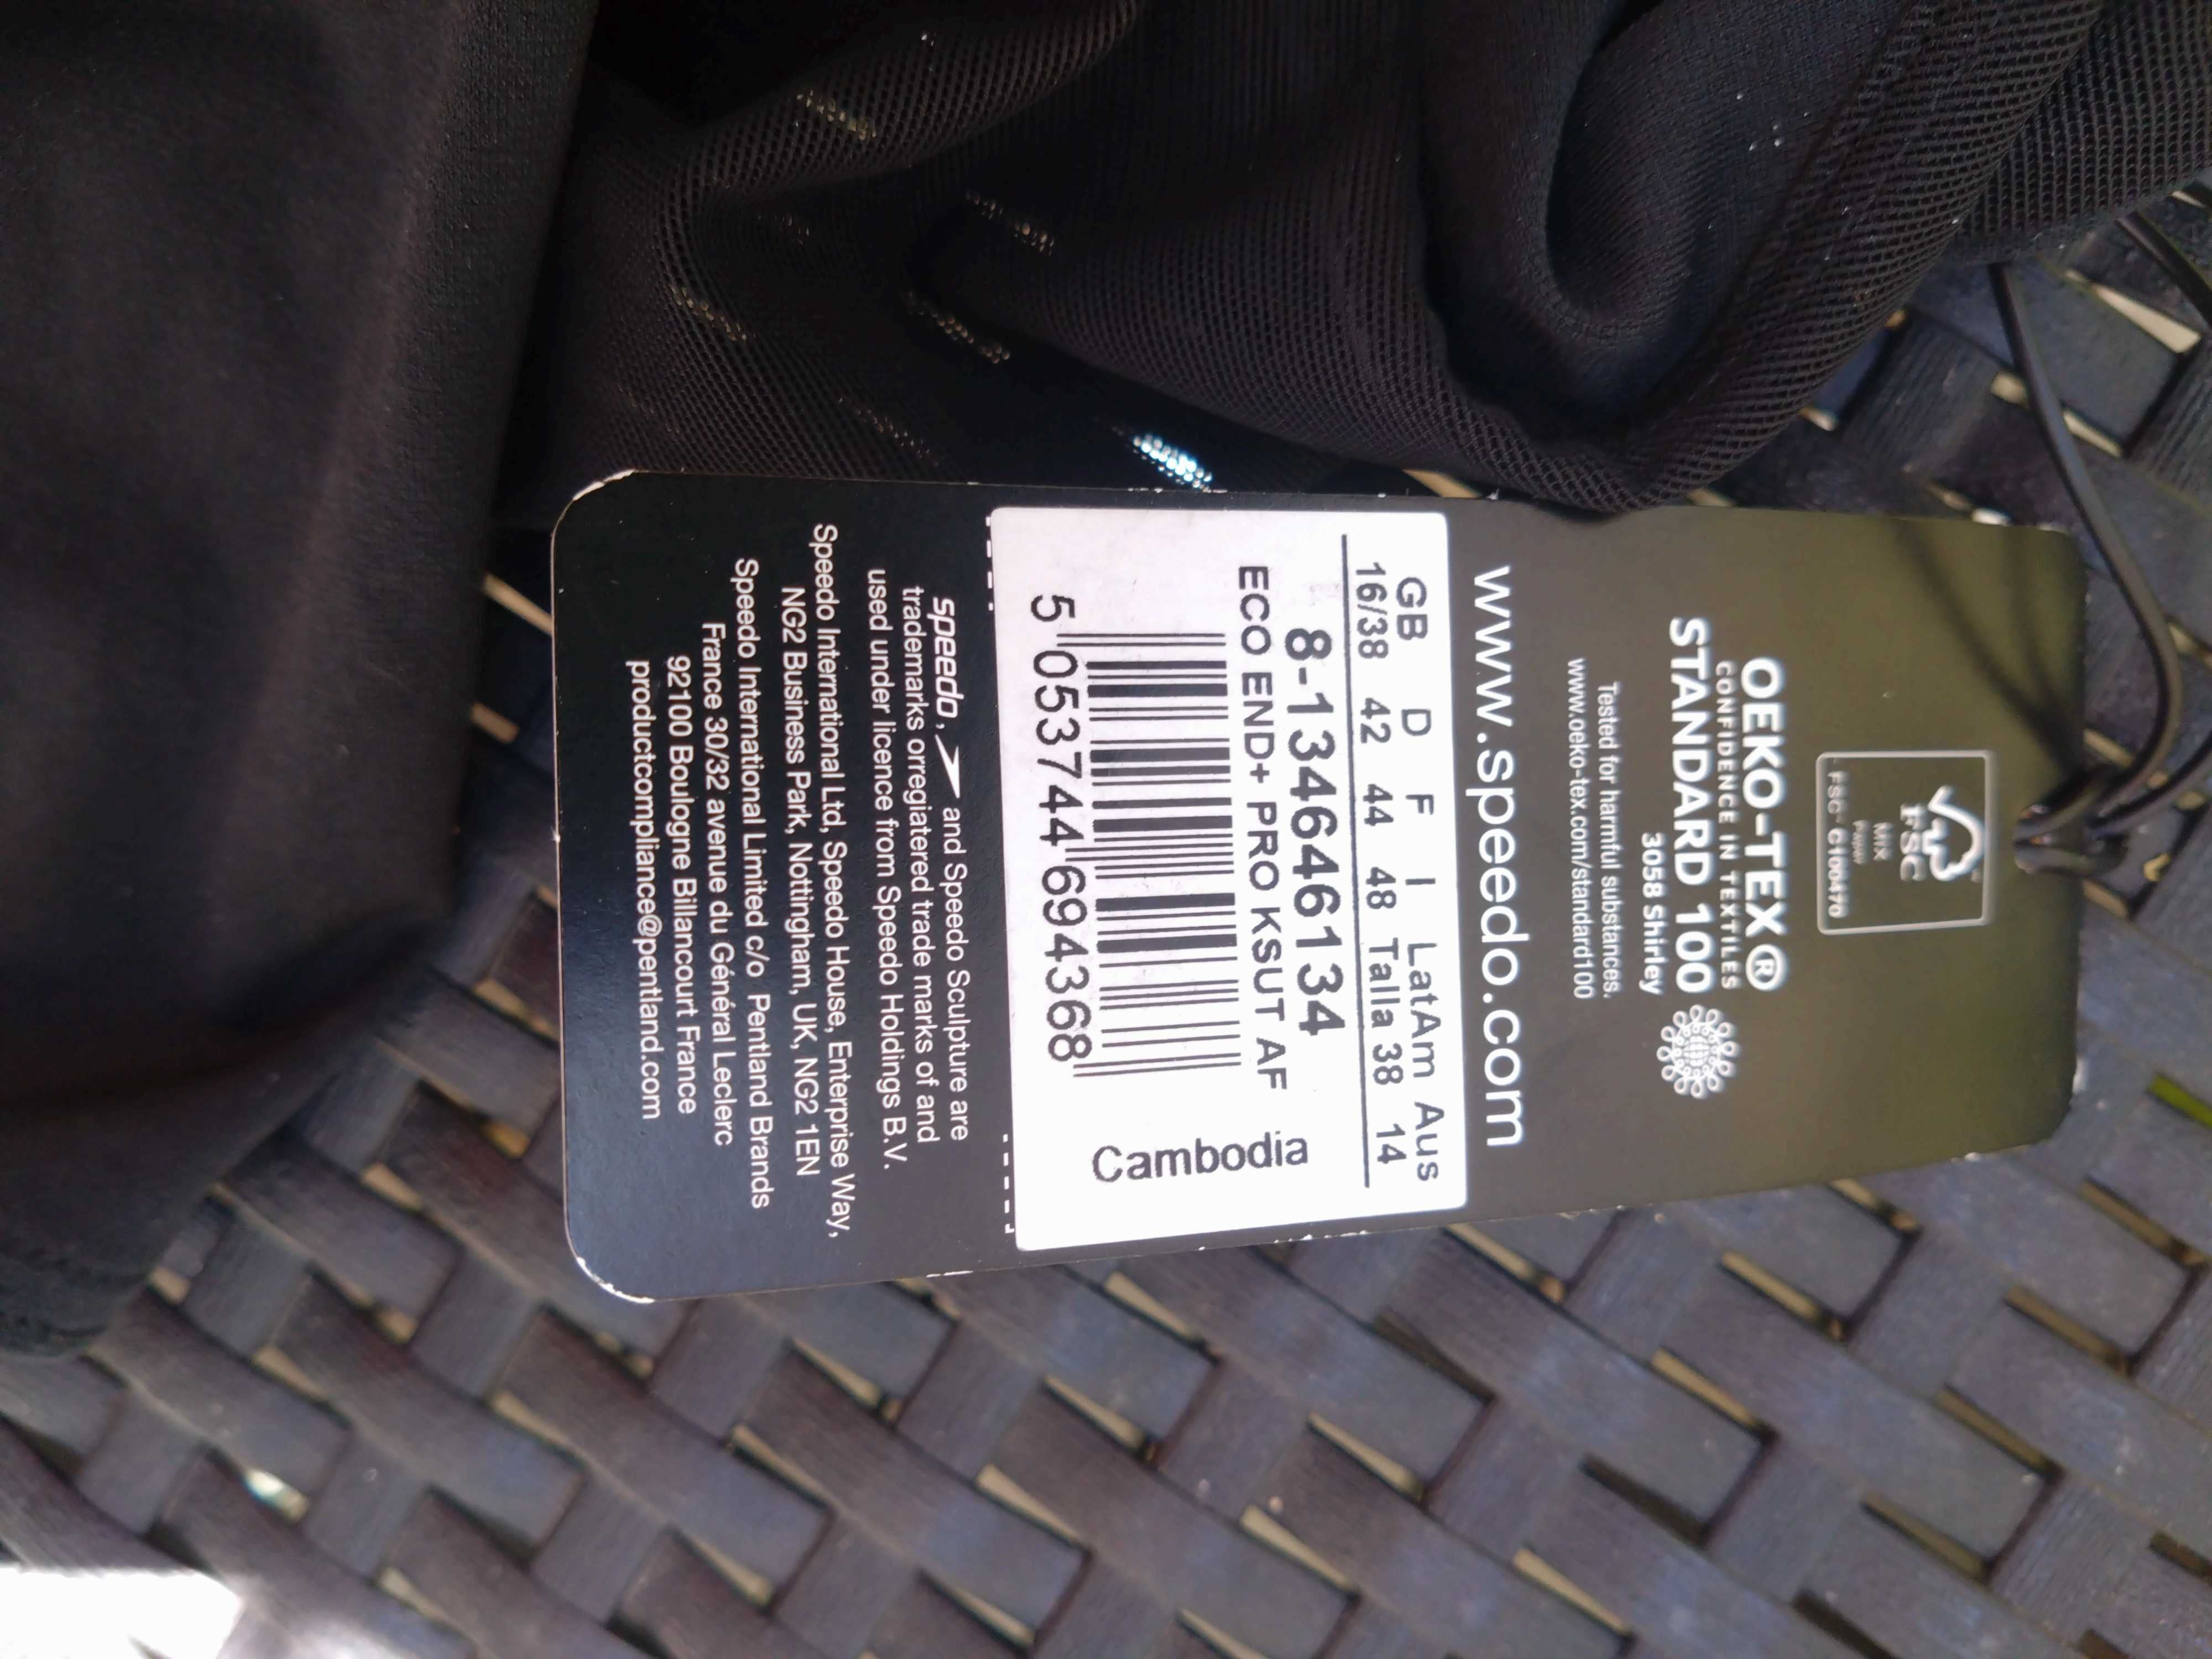 FSC™
MIX
Paper
FSC™ C100470
OEKO-TEX®
CONFIDENCE IN TEXTILES
STANDARD 100
3058 Shirley
Tested for harmful substances.
www.oeko-tex.com/standard100
www.speedo.com
GB D F I LatAm Aus
16/38 42 44 48 Talla 38 14
8-134646134
ECO END+ PRO KSUT AF
5 053744 694368
Cambodia
speedo, and Speedo Sculpture are
trademarks orregiatered trade marks of and
used under licence from Speedo Holdings B.V.
Speedo International Ltd, Speedo House, Enterprise Way,
NG2 Business Park, Nottingham, UK, NG2 1EN
Speedo International Limited c/o Pentland Brands
France 30/32 avenue du Général Leclerc
92100 Boulogne Billancourt France
productcompliance@pentland.com